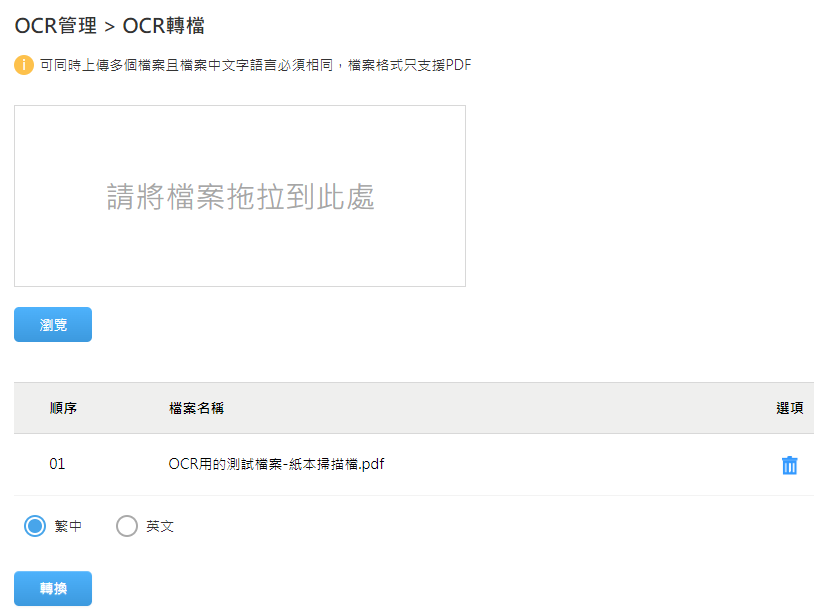 OCR管理 > OCR轉檔
可同時上傳多個檔案且檔案中文字語言必須相同，檔案格式只支援PDF
請將檔案拖拉到此處
瀏覽
順序 檔案名稱 選項
01 OCR用的測試檔案-紙本掃描檔.pdf
繁中 英文
轉換